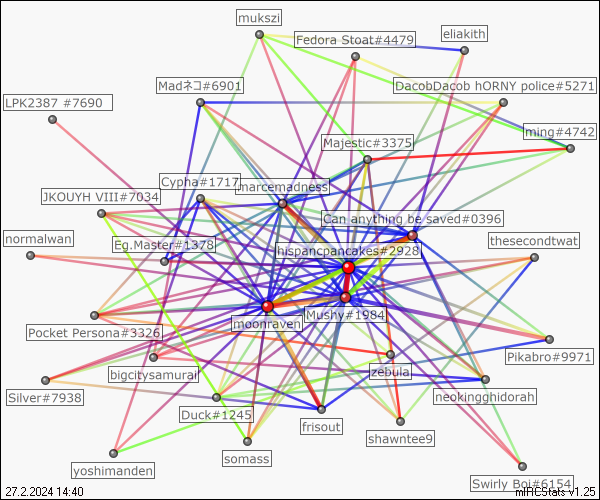 mukszi
eliakith
Fedora Stoat#4479
Madネコ#6901
DacobDacob hORNY police#5271
LPK2387 #7690
ming#4742
Majestic#3375
Cypha#1717
marcemadness
JKOUYH VIII#7034
Can anything be saved#0396
normalwan
Eg.Master#1378
hispancpancakes#2928
thesecondtwat
Mushy#1984
moonraven
Pocket Persona#3326
Pikabro#9971
bigcitysamurai
zebula
Silver#7938
neokingghidorah
Duck#1245
frisout
shawntee9
somass
yoshimanden
Swirly Boi#6154
27.2.2024 14:40
mIRCStats v1.25